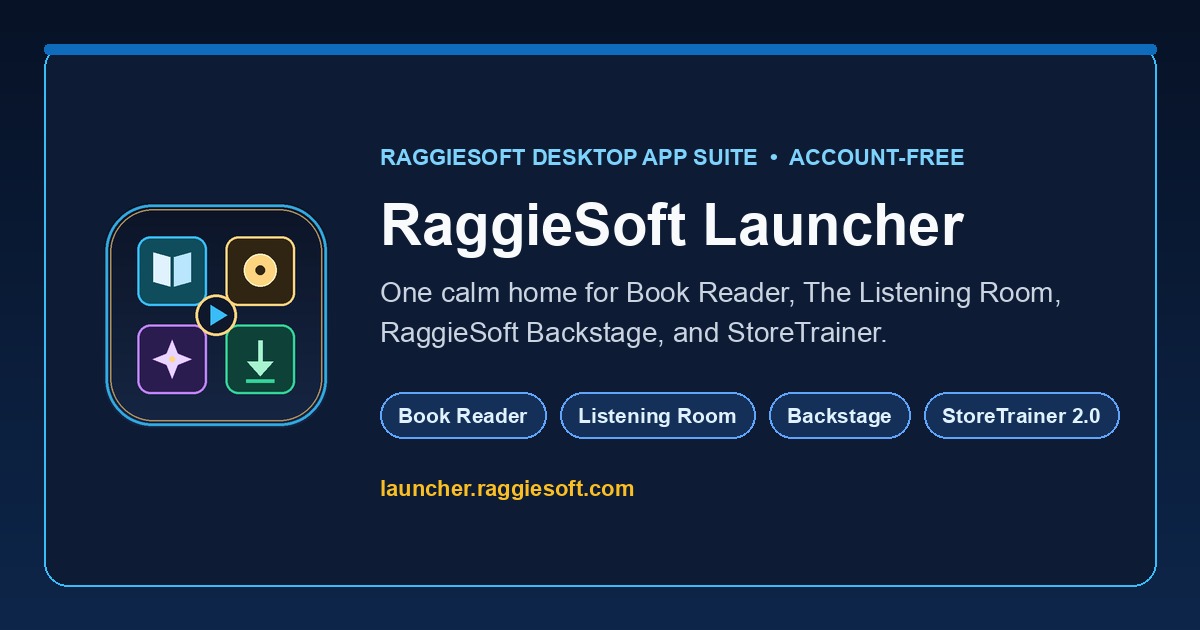 RAGGIESOFT DESKTOP APP SUITE • ACCOUNT-FREE
RaggieSoft Launcher
One calm home for Book Reader, The Listening Room,
RaggieSoft Backstage, and StoreTrainer.
Book Reader Listening Room Backstage StoreTrainer 2.0
launcher.raggiesoft.com